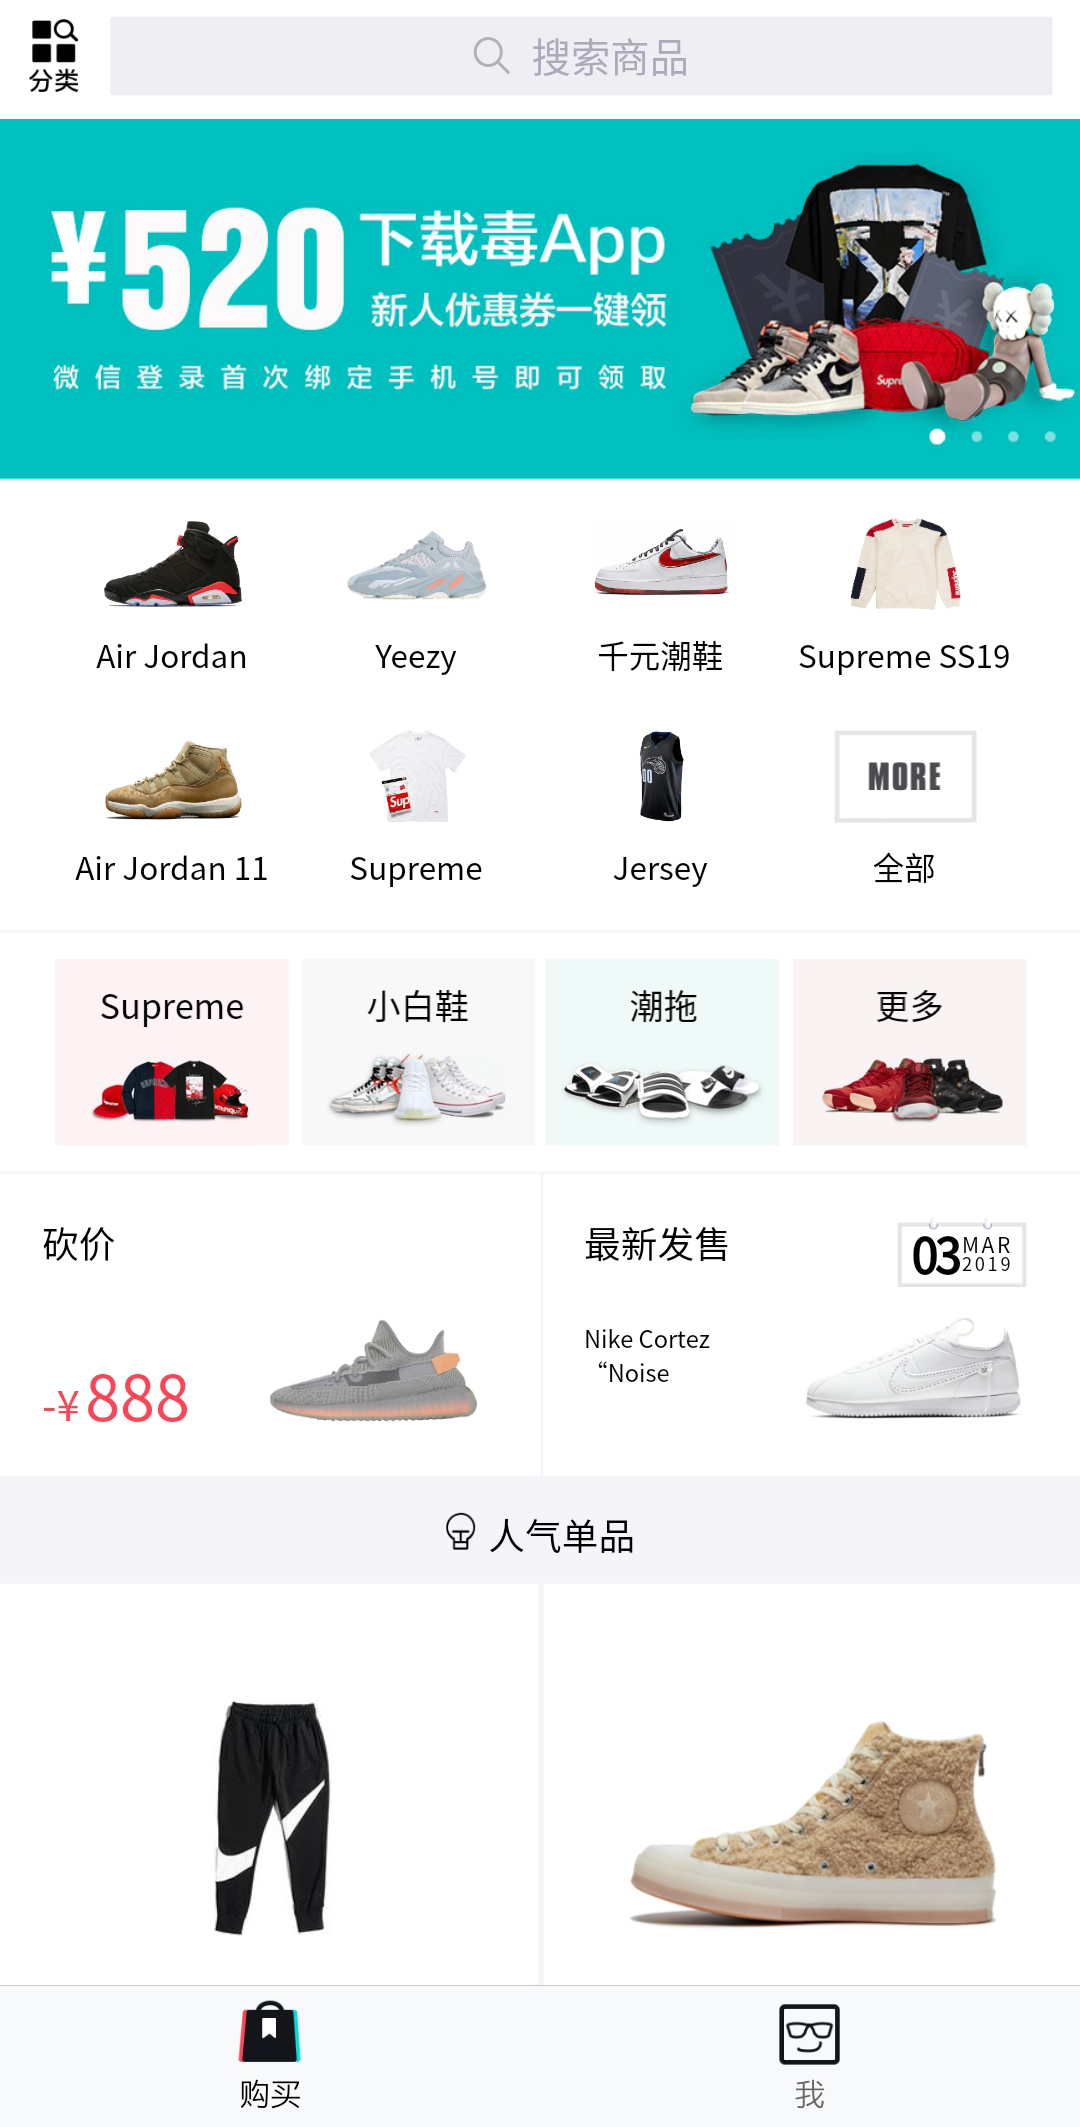 分类
搜索商品
¥520
下载毒App
新人优惠券一键领
微信登录首次绑定手机号即可领取
Air Jordan
Yeezy
千元潮鞋
Supreme SS19
Sup
00
MORE
Air Jordan 11
Supreme
Jersey
全部
Supreme
小白鞋
潮拖
更多
砍价
-¥888
最新发售
03
MAR
2019
Nike Cortez
“Noise
人气单品
购买
我